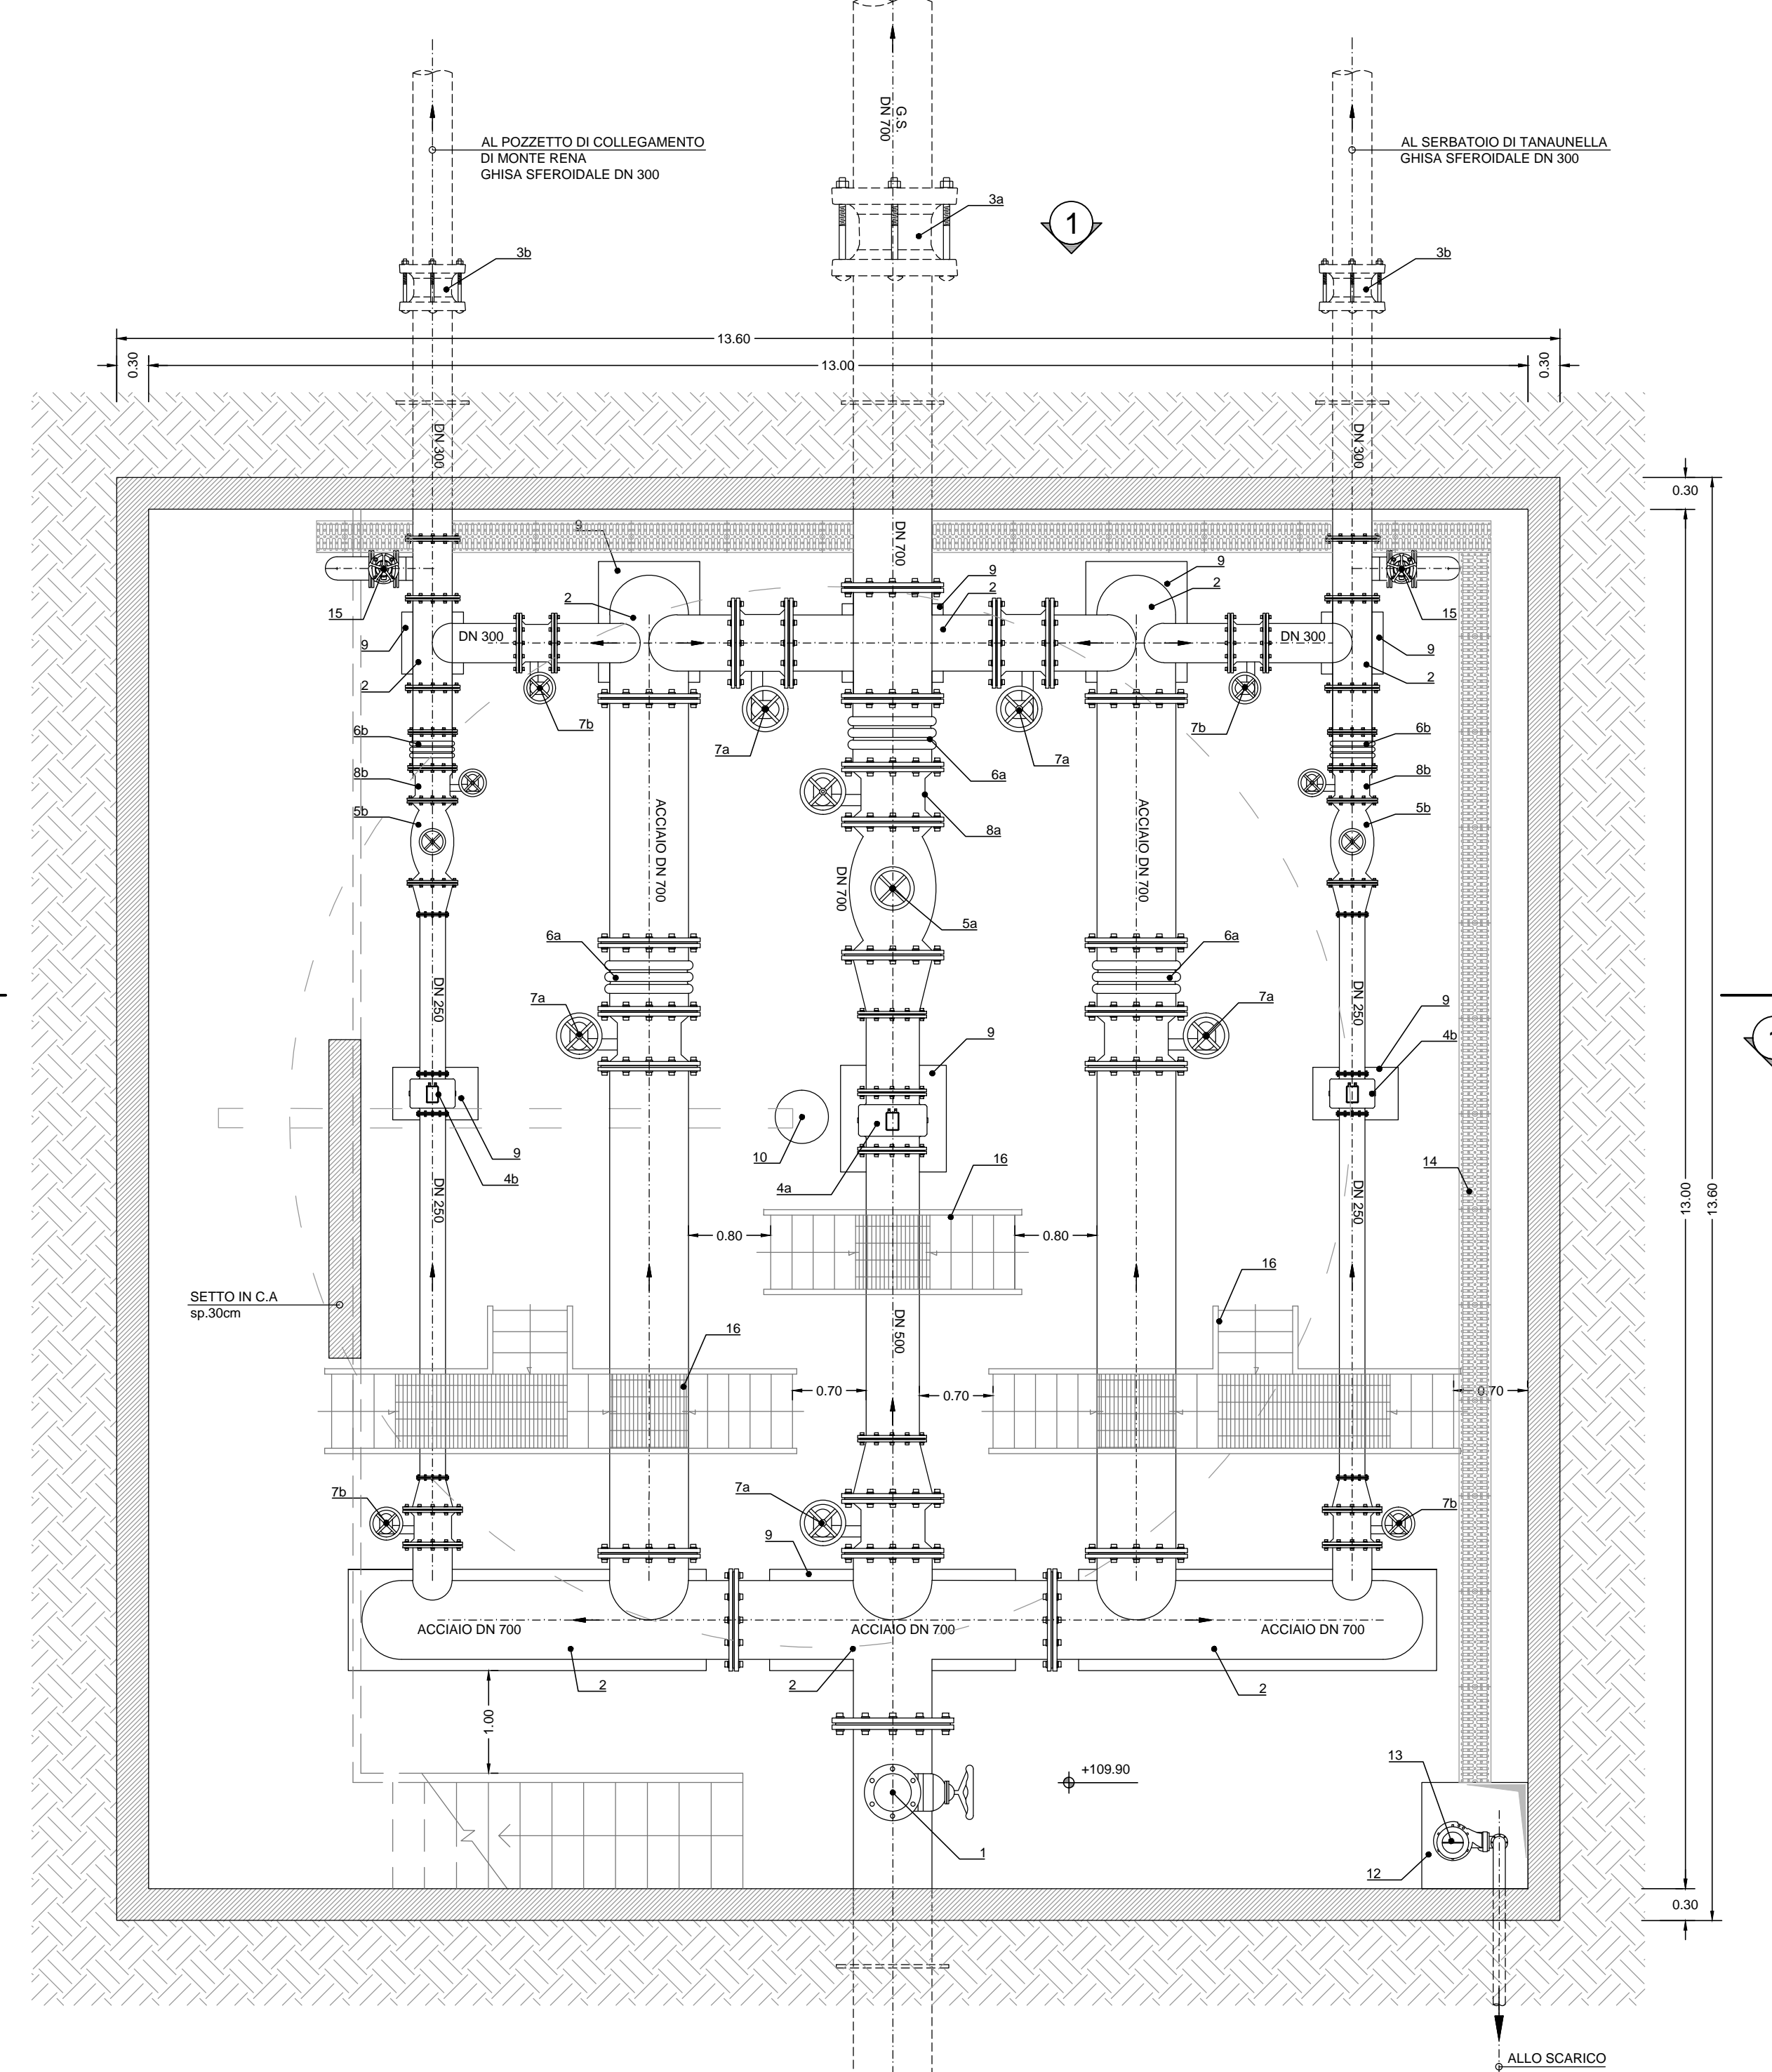 G.S.
DN 700
AL POZZETTO DI COLLEGAMENTO
DI MONTE RENA
GHISA SFEROIDALE DN 300
AL SERBATOIO DI TANAUNELLA
GHISA SFEROIDALE DN 300
3a
1
3b
3b
13.60
0.30
13.00
0.30
DN 300
DN 700
DN 300
0.30
9
9
9
2
2
2
15
15
DN 300
DN 300
9
9
2
2
7b
7b
7a
7a
6b
6b
6a
8b
8b
8a
5b
5b
ACCIAIO DN 700
ACCIAIO DN 700
DN 700
5a
6a
6a
7a
7a
DN 250
DN 250
9
9
4b
1
10
9
4b
4a
16
14
DN 250
DN 250
13.00
13.60
0.80
0.80
SETTO IN C.A
sp.30cm
16
16
DN 500
0.70
0.70
0.70
7b
7a
7b
9
ACCIAIO DN 700
ACCIAIO DN 700
ACCIAIO DN 700
2
2
2
1.00
+109.90
13
1
12
0.30
ALLO SCARICO